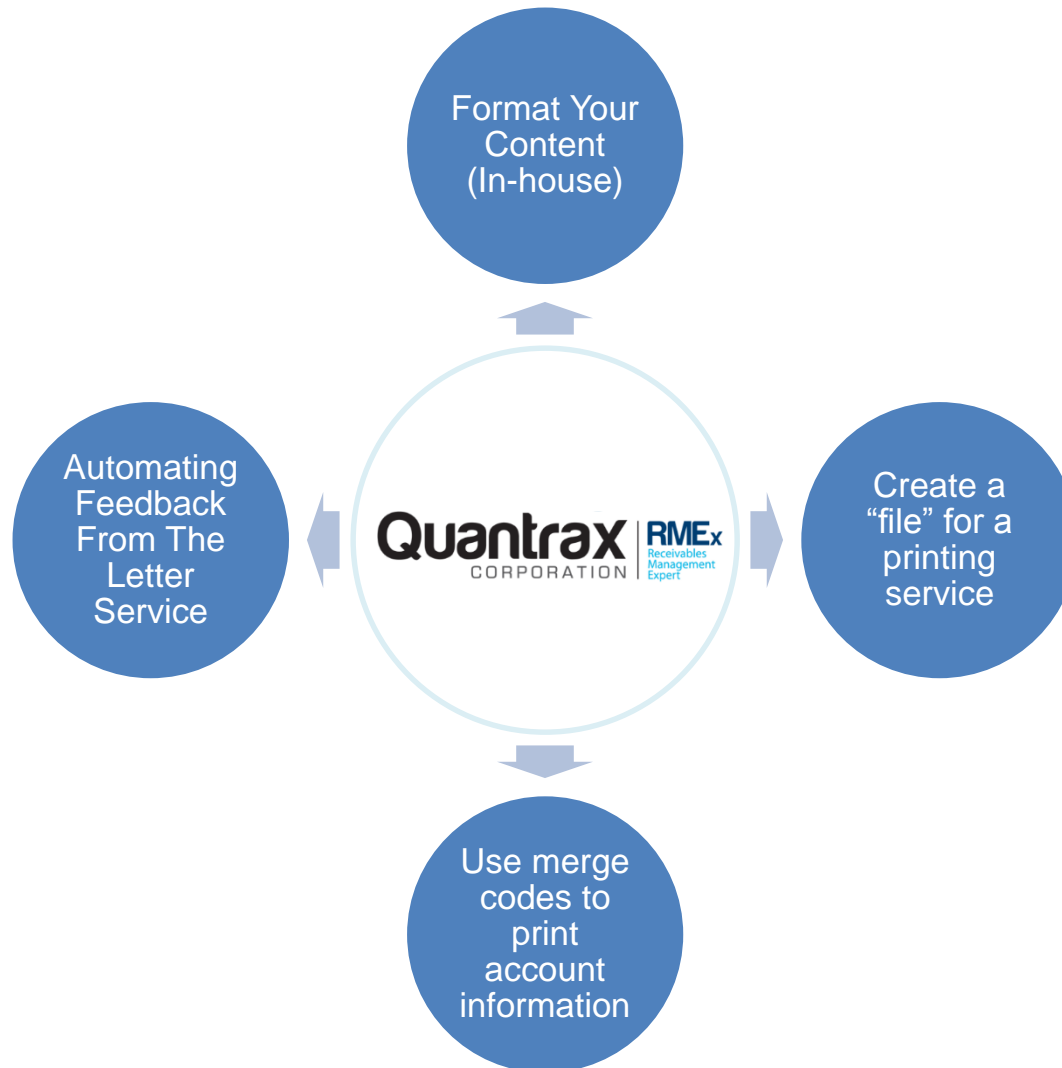 Format Your
Content
(In-house)
Automating
Feedback
From The
Letter
Service
Quantrax
CORPORATION
RMEx
Receivables
Management
Expert
Create a
“file” for a
printing
service
Use merge
codes to
print
account
information